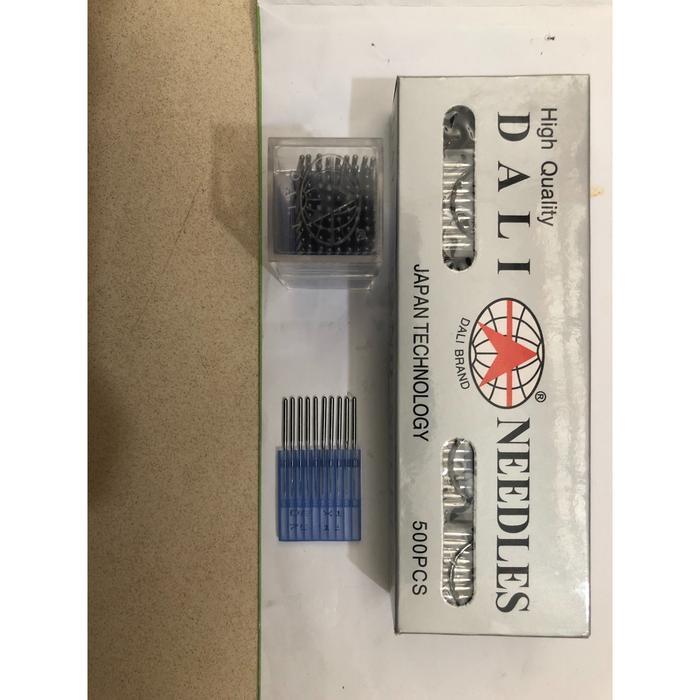 High Quality
DALI NEEDLES
®
DALI BRAND
JAPAN TECHNOLOGY
500PCS